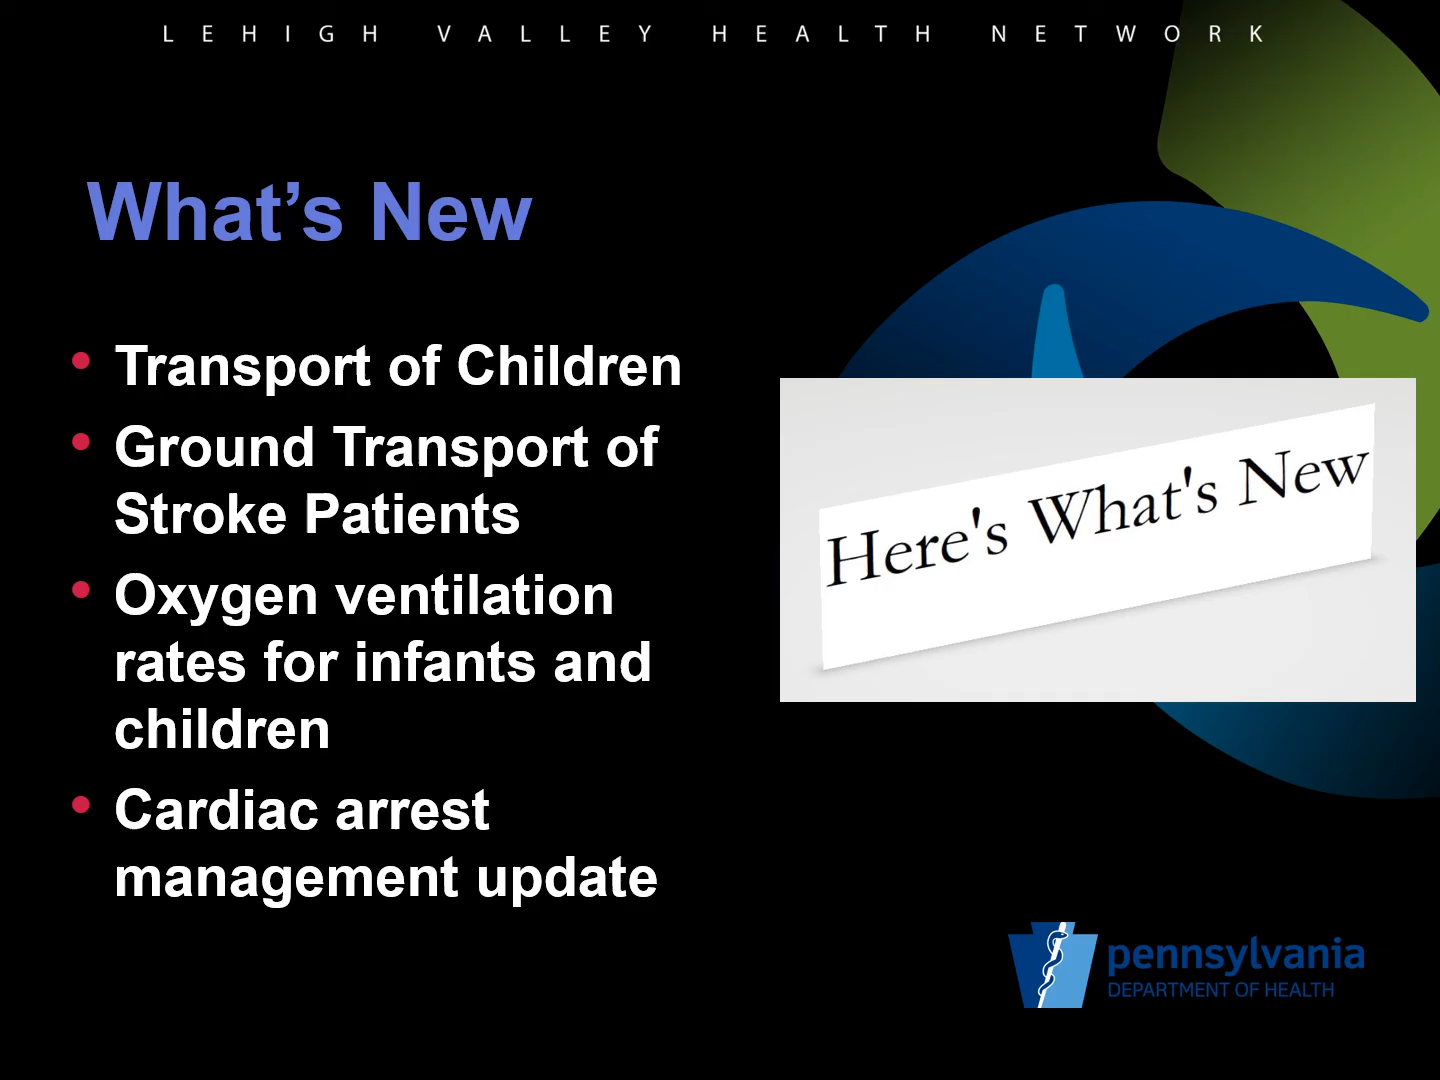 LEHIGH VALLEY HEALTH NETWORK
What’s New
• Transport of Children
• Ground Transport of
Stroke Patients
• Oxygen ventilation
rates for infants and
children
• Cardiac arrest
management update
Here's What's New
pennsylvania
DEPARTMENT OF HEALTH